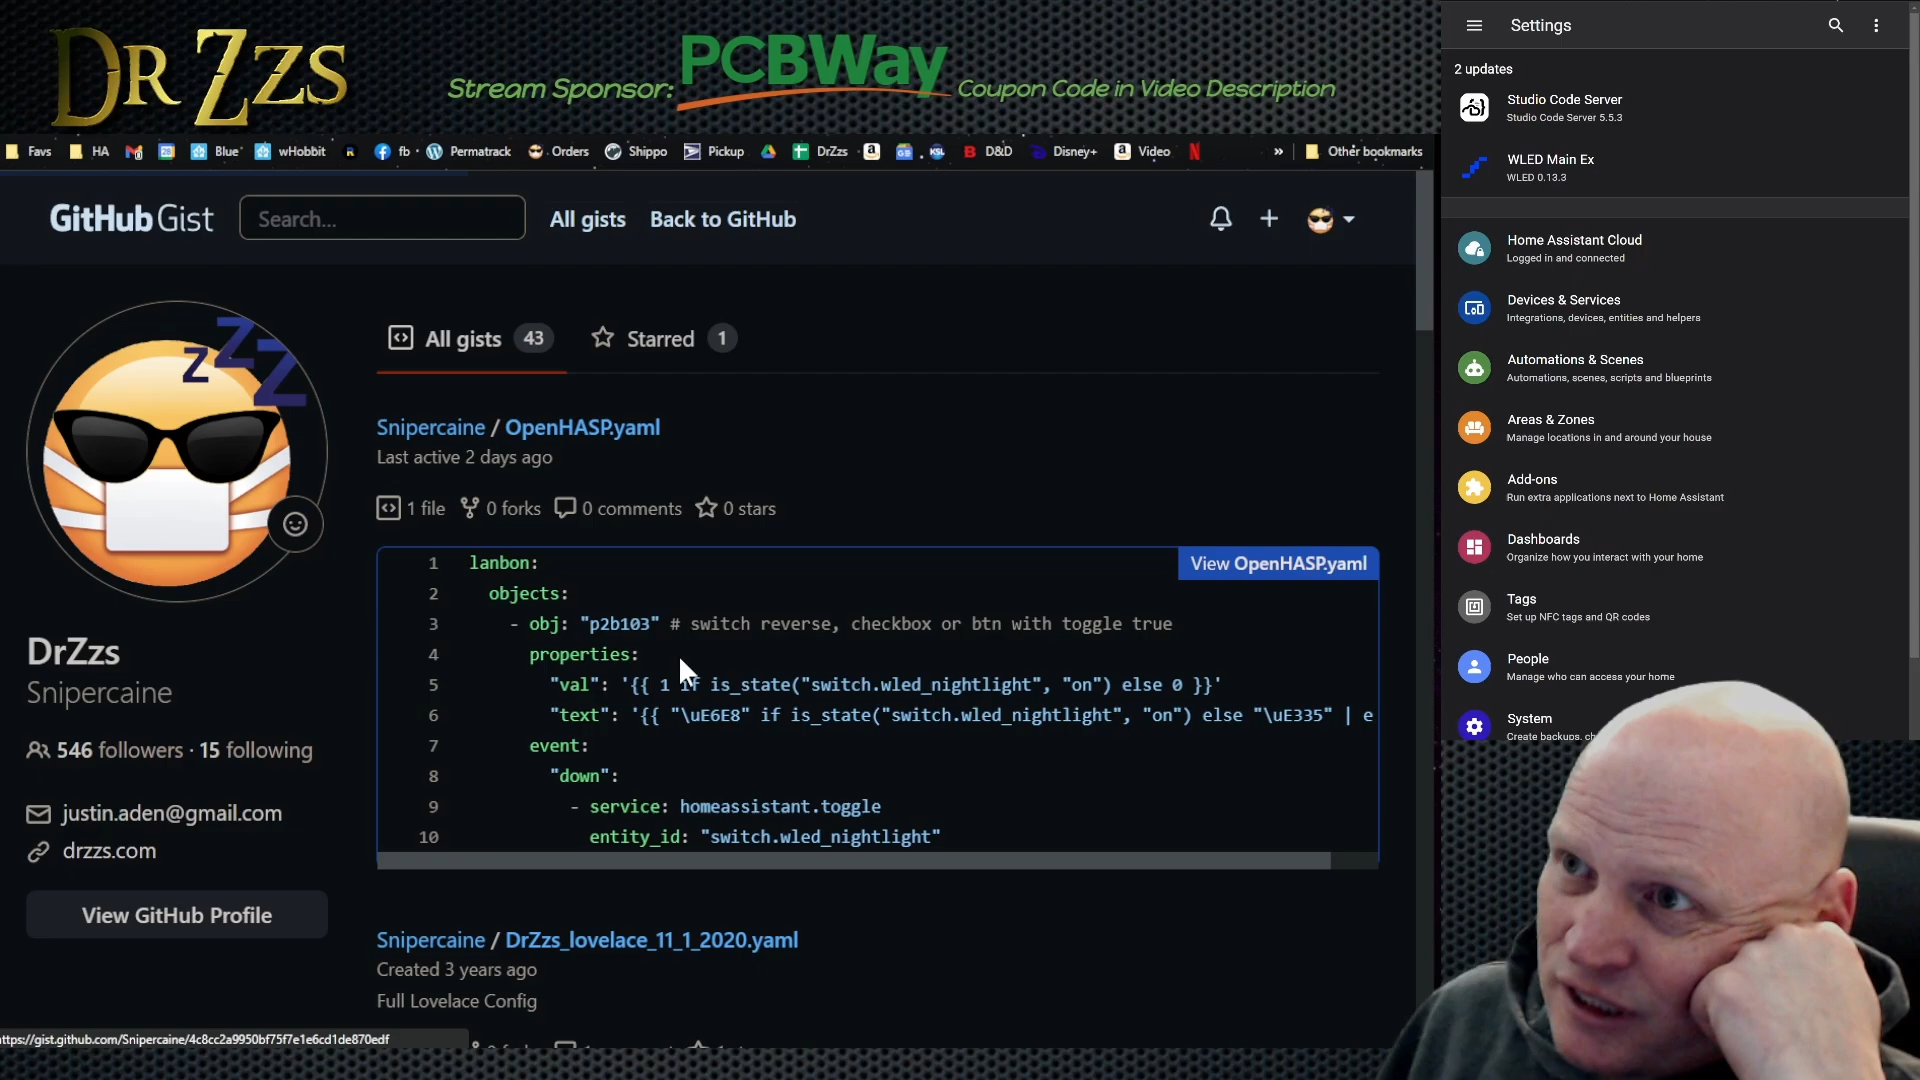 DR ZZS
Stream Sponsor: PCBWay Coupon Code in Video Description
Favs HA Blue wHobbit fb Permatrack Orders Shippo Pickup DrZzs D&D Disney+ Video » Other bookmarks
GitHub Gist Search... All gists Back to GitHub
All gists 43 Starred 1
Snipercaine / OpenHASP.yaml
Last active 2 days ago
1 file 0 forks 0 comments 0 stars
View OpenHASP.yaml
1 lanbon:
2 objects:
3 - obj: "p2b103" # switch reverse, checkbox or btn with toggle true
4 properties:
5 "val": '{{ 1 if is_state("switch.wled_nightlight", "on") else 0 }}'
6 "text": '{{ "\uE6E8" if is_state("switch.wled_nightlight", "on") else "\uE335" | e
7 event:
8 "down":
9 - service: homeassistant.toggle
10 entity_id: "switch.wled_nightlight"
zZZ
DrZzs
Snipercaine
546 followers · 15 following
justin.aden@gmail.com
drzzs.com
View GitHub Profile
Snipercaine / DrZzs_lovelace_11_1_2020.yaml
Created 3 years ago
Full Lovelace Config
https://gist.github.com/Snipercaine/4c8cc2a9950bf75f7e1e6cd1de870edf
Settings
2 updates
Studio Code Server
Studio Code Server 5.5.3
WLED Main Ex
WLED 0.13.3
Home Assistant Cloud
Logged in and connected
Devices & Services
Integrations, devices, entities and helpers
Automations & Scenes
Automations, scenes, scripts and blueprints
Areas & Zones
Manage locations in and around your house
Add-ons
Run extra applications next to Home Assistant
Dashboards
Organize how you interact with your home
Tags
Set up NFC tags and QR codes
People
Manage who can access your home
System
Create backups,